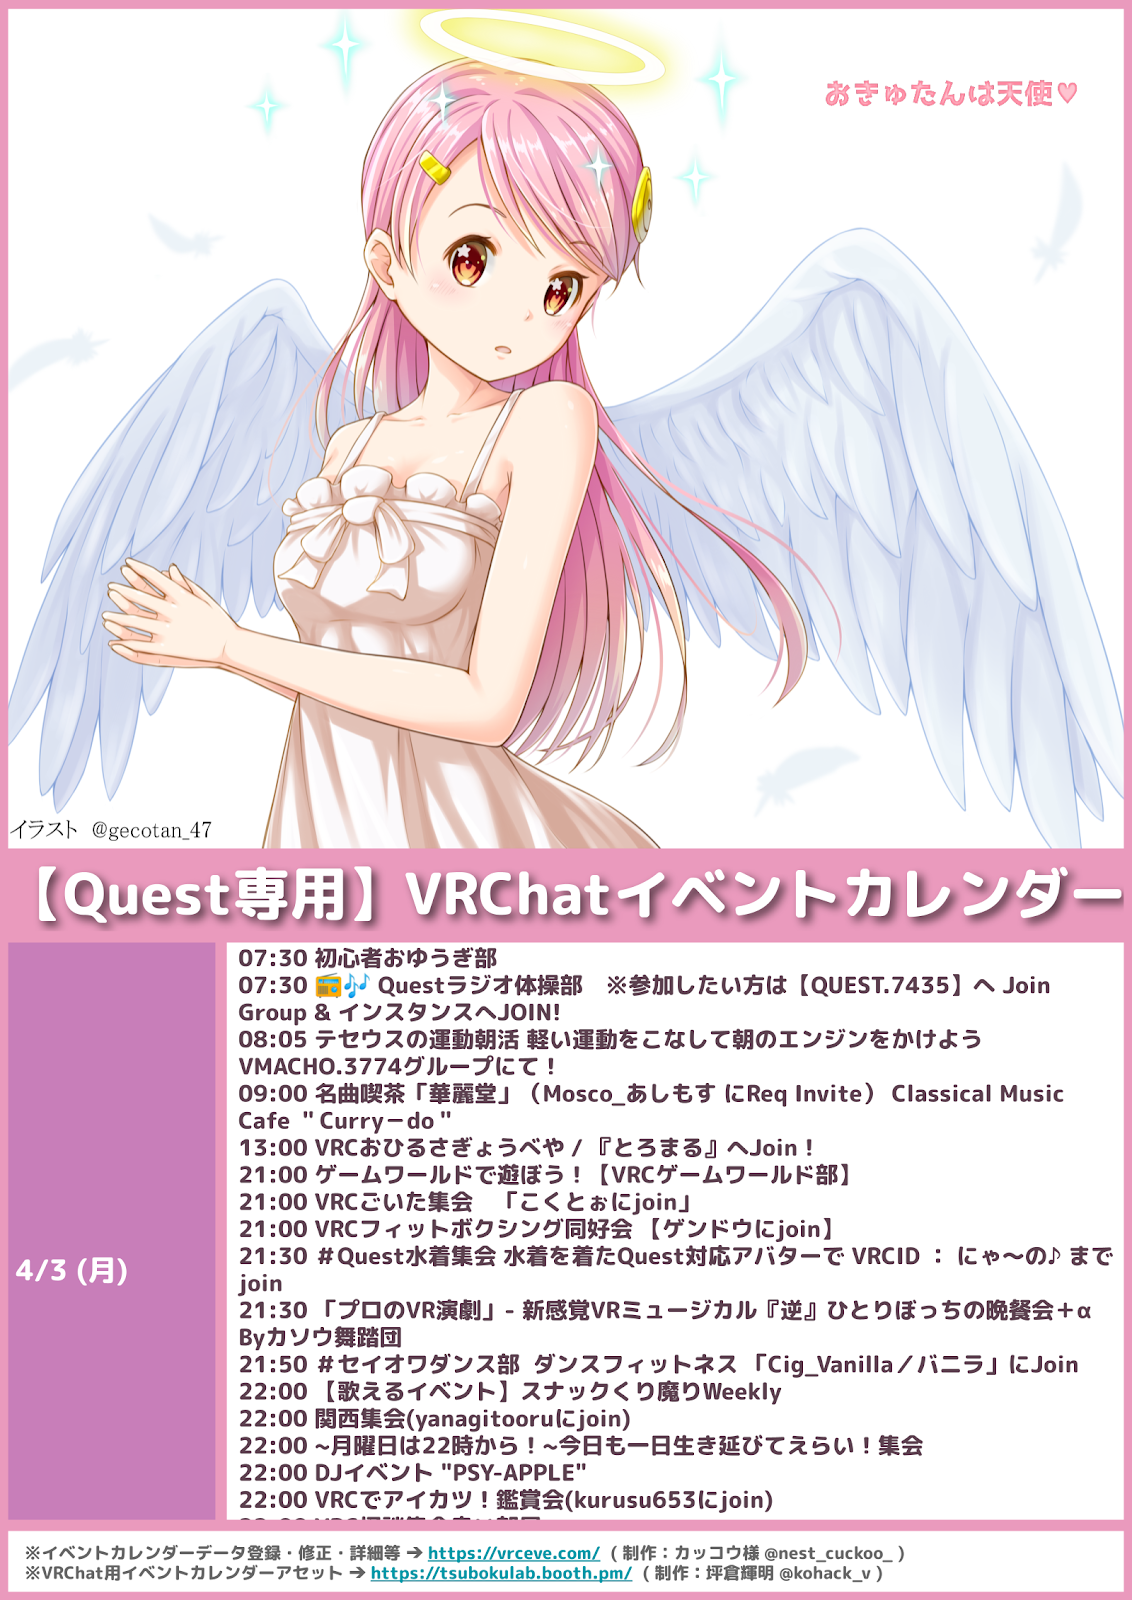 おきゅたんは天使♥
イラスト @gecotan_47
【Quest専用】VRChatイベントカレンダー
4/3 (月)
07:30 初心者おゆうぎ部
07:30 📻🎶 Questラジオ体操部　※参加したい方は【QUEST.7435】へ Join
Group & インスタンスへJOIN!
08:05 テセウスの運動朝活 軽い運動をこなして朝のエンジンをかけよう
VMACHO.3774グループにて！
09:00 名曲喫茶「華麗堂」（Mosco_あしもす にReq Invite） Classical Music
Cafe ＂Curry－do＂
13:00 VRCおひるさぎょうべや / 『とろまる』へJoin！
21:00 ゲームワールドで遊ぼう！【VRCゲームワールド部】
21:00 VRCごいた集会　「こくとぉにjoin」
21:00 VRCフィットボクシング同好会 【ゲンドウにjoin】
21:30 ＃Quest水着集会 水着を着たQuest対応アバターで VRCID ： にゃ～の♪ まで
join
21:30 「プロのVR演劇」- 新感覚VRミュージカル『逆』ひとりぼっちの晩餐会＋α
Byカソウ舞踏団
21:50 ＃セイオワダンス部 ダンスフィットネス 「Cig_Vanilla／バニラ」にJoin
22:00 【歌えるイベント】スナックくり魔りWeekly
22:00 関西集会(yanagitooruにjoin)
22:00 ~月曜日は22時から！~今日も一日生き延びてえらい！集会
22:00 DJイベント "PSY-APPLE"
22:00 VRCでアイカツ！鑑賞会(kurusu653にjoin)
※イベントカレンダーデータ登録・修正・詳細等 ➔ https://vrceve.com/ （制作：カッコウ様 @nest_cuckoo_ ）
※VRChat用イベントカレンダーアセット ➔ https://tsubokulab.booth.pm/ （制作：坪倉輝明 @kohack_v ）